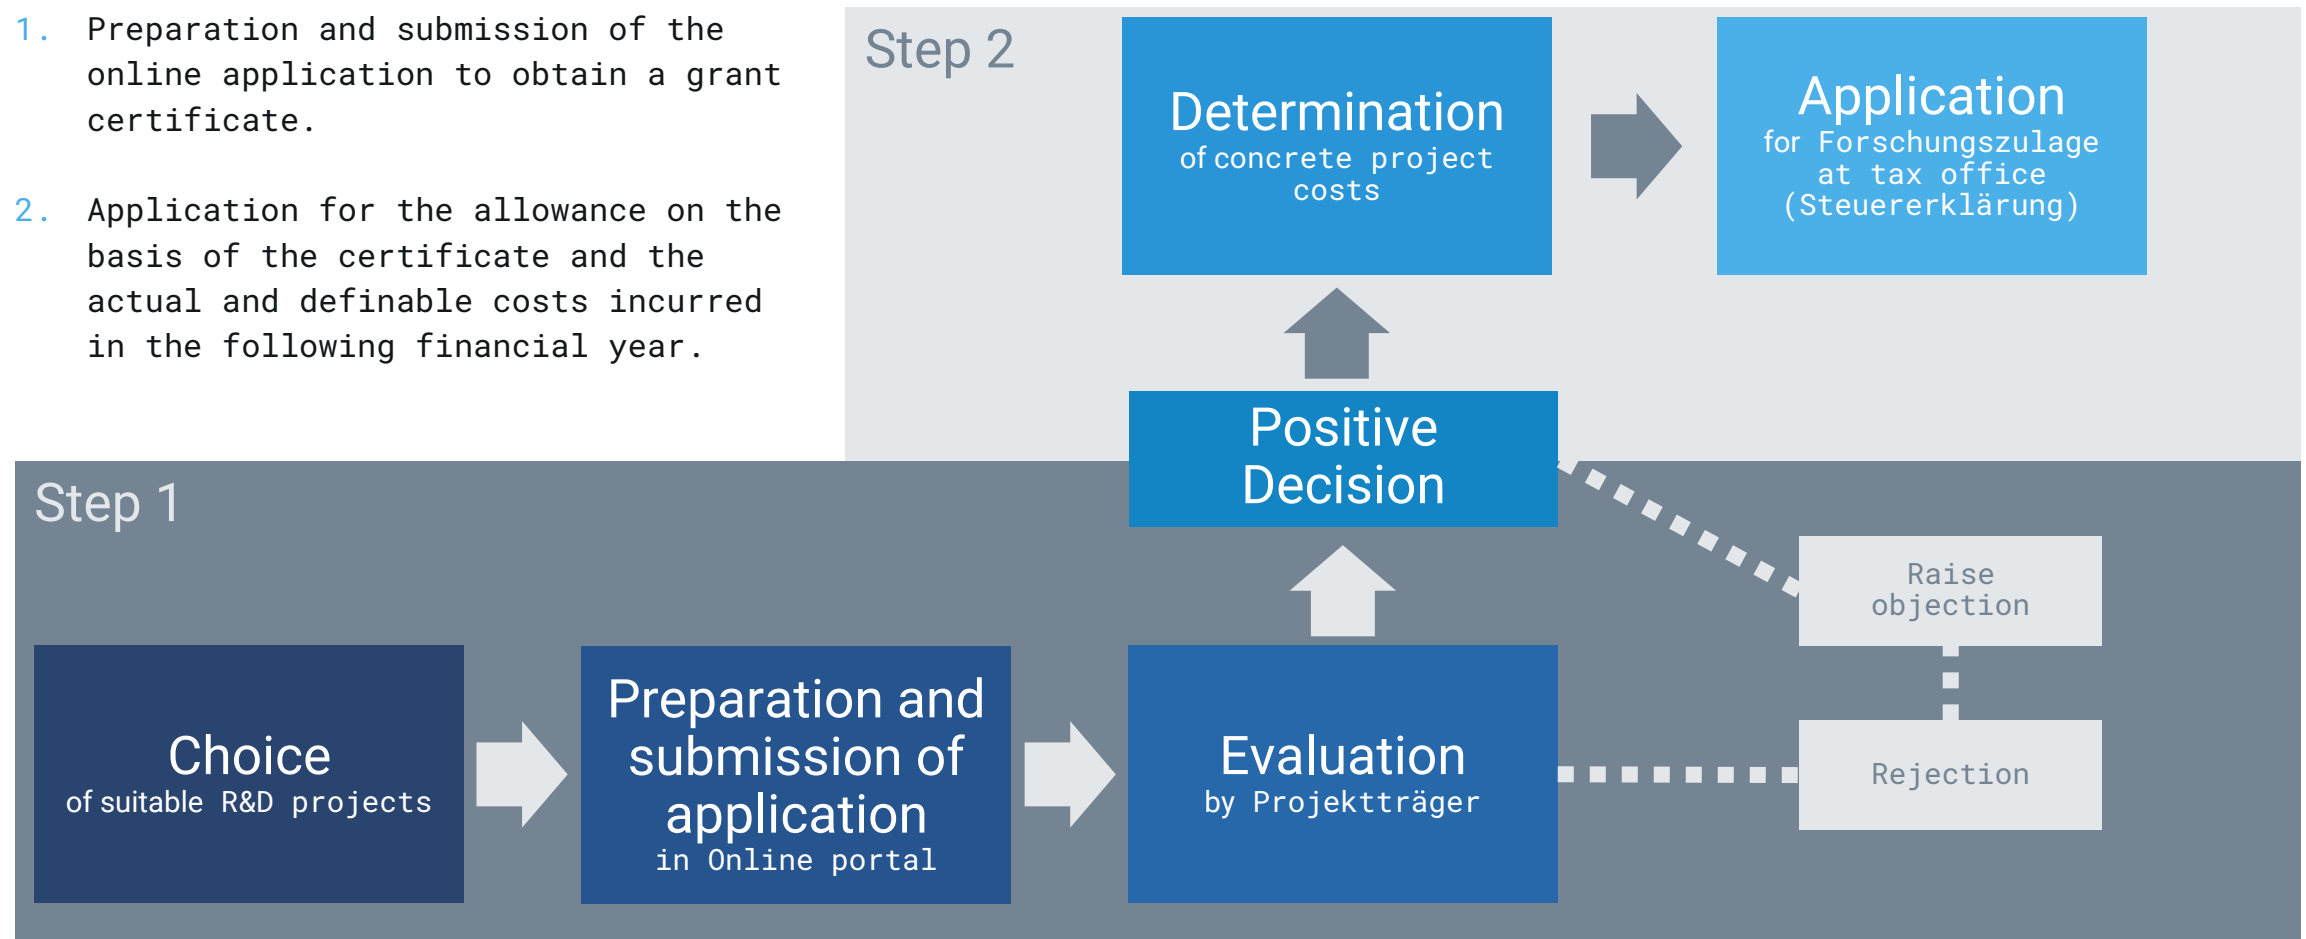 1. Preparation and submission of the
online application to obtain a grant
certificate.
2. Application for the allowance on the
basis of the certificate and the
actual and definable costs incurred
in the following financial year.
Step 2
Determination
of concrete project
costs
Application
for Forschungszulage
at tax office
(Steuererklärung)
Positive
Decision
Step 1
Raise
objection
Choice
of suitable R&D projects
Preparation and
submission of
application
in Online portal
Evaluation
by Projektträger
Rejection